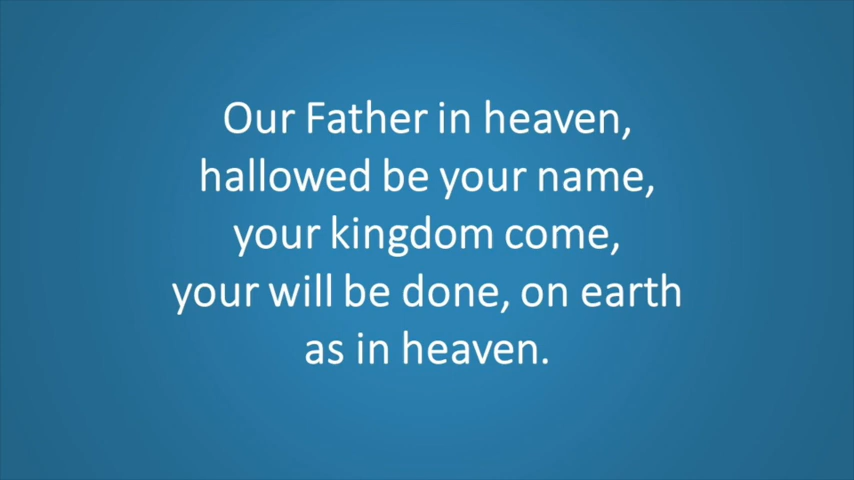 Our Father in heaven,
hallowed be your name,
your kingdom come,
your will be done, on earth
as in heaven.